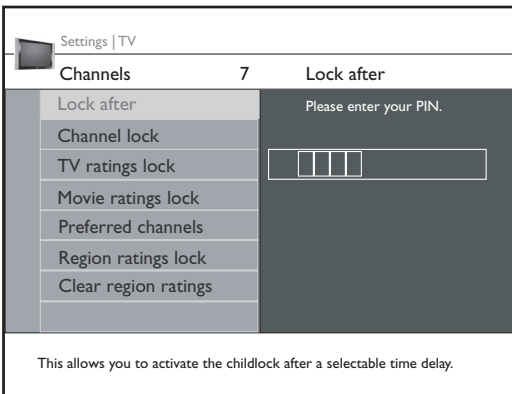 Settings | TV
Channels 7 Lock after
Lock after
Please enter your PIN.
Channel lock
TV ratings lock
Movie ratings lock
Preferred channels
Region ratings lock
Clear region ratings
This allows you to activate the childlock after a selectable time delay.